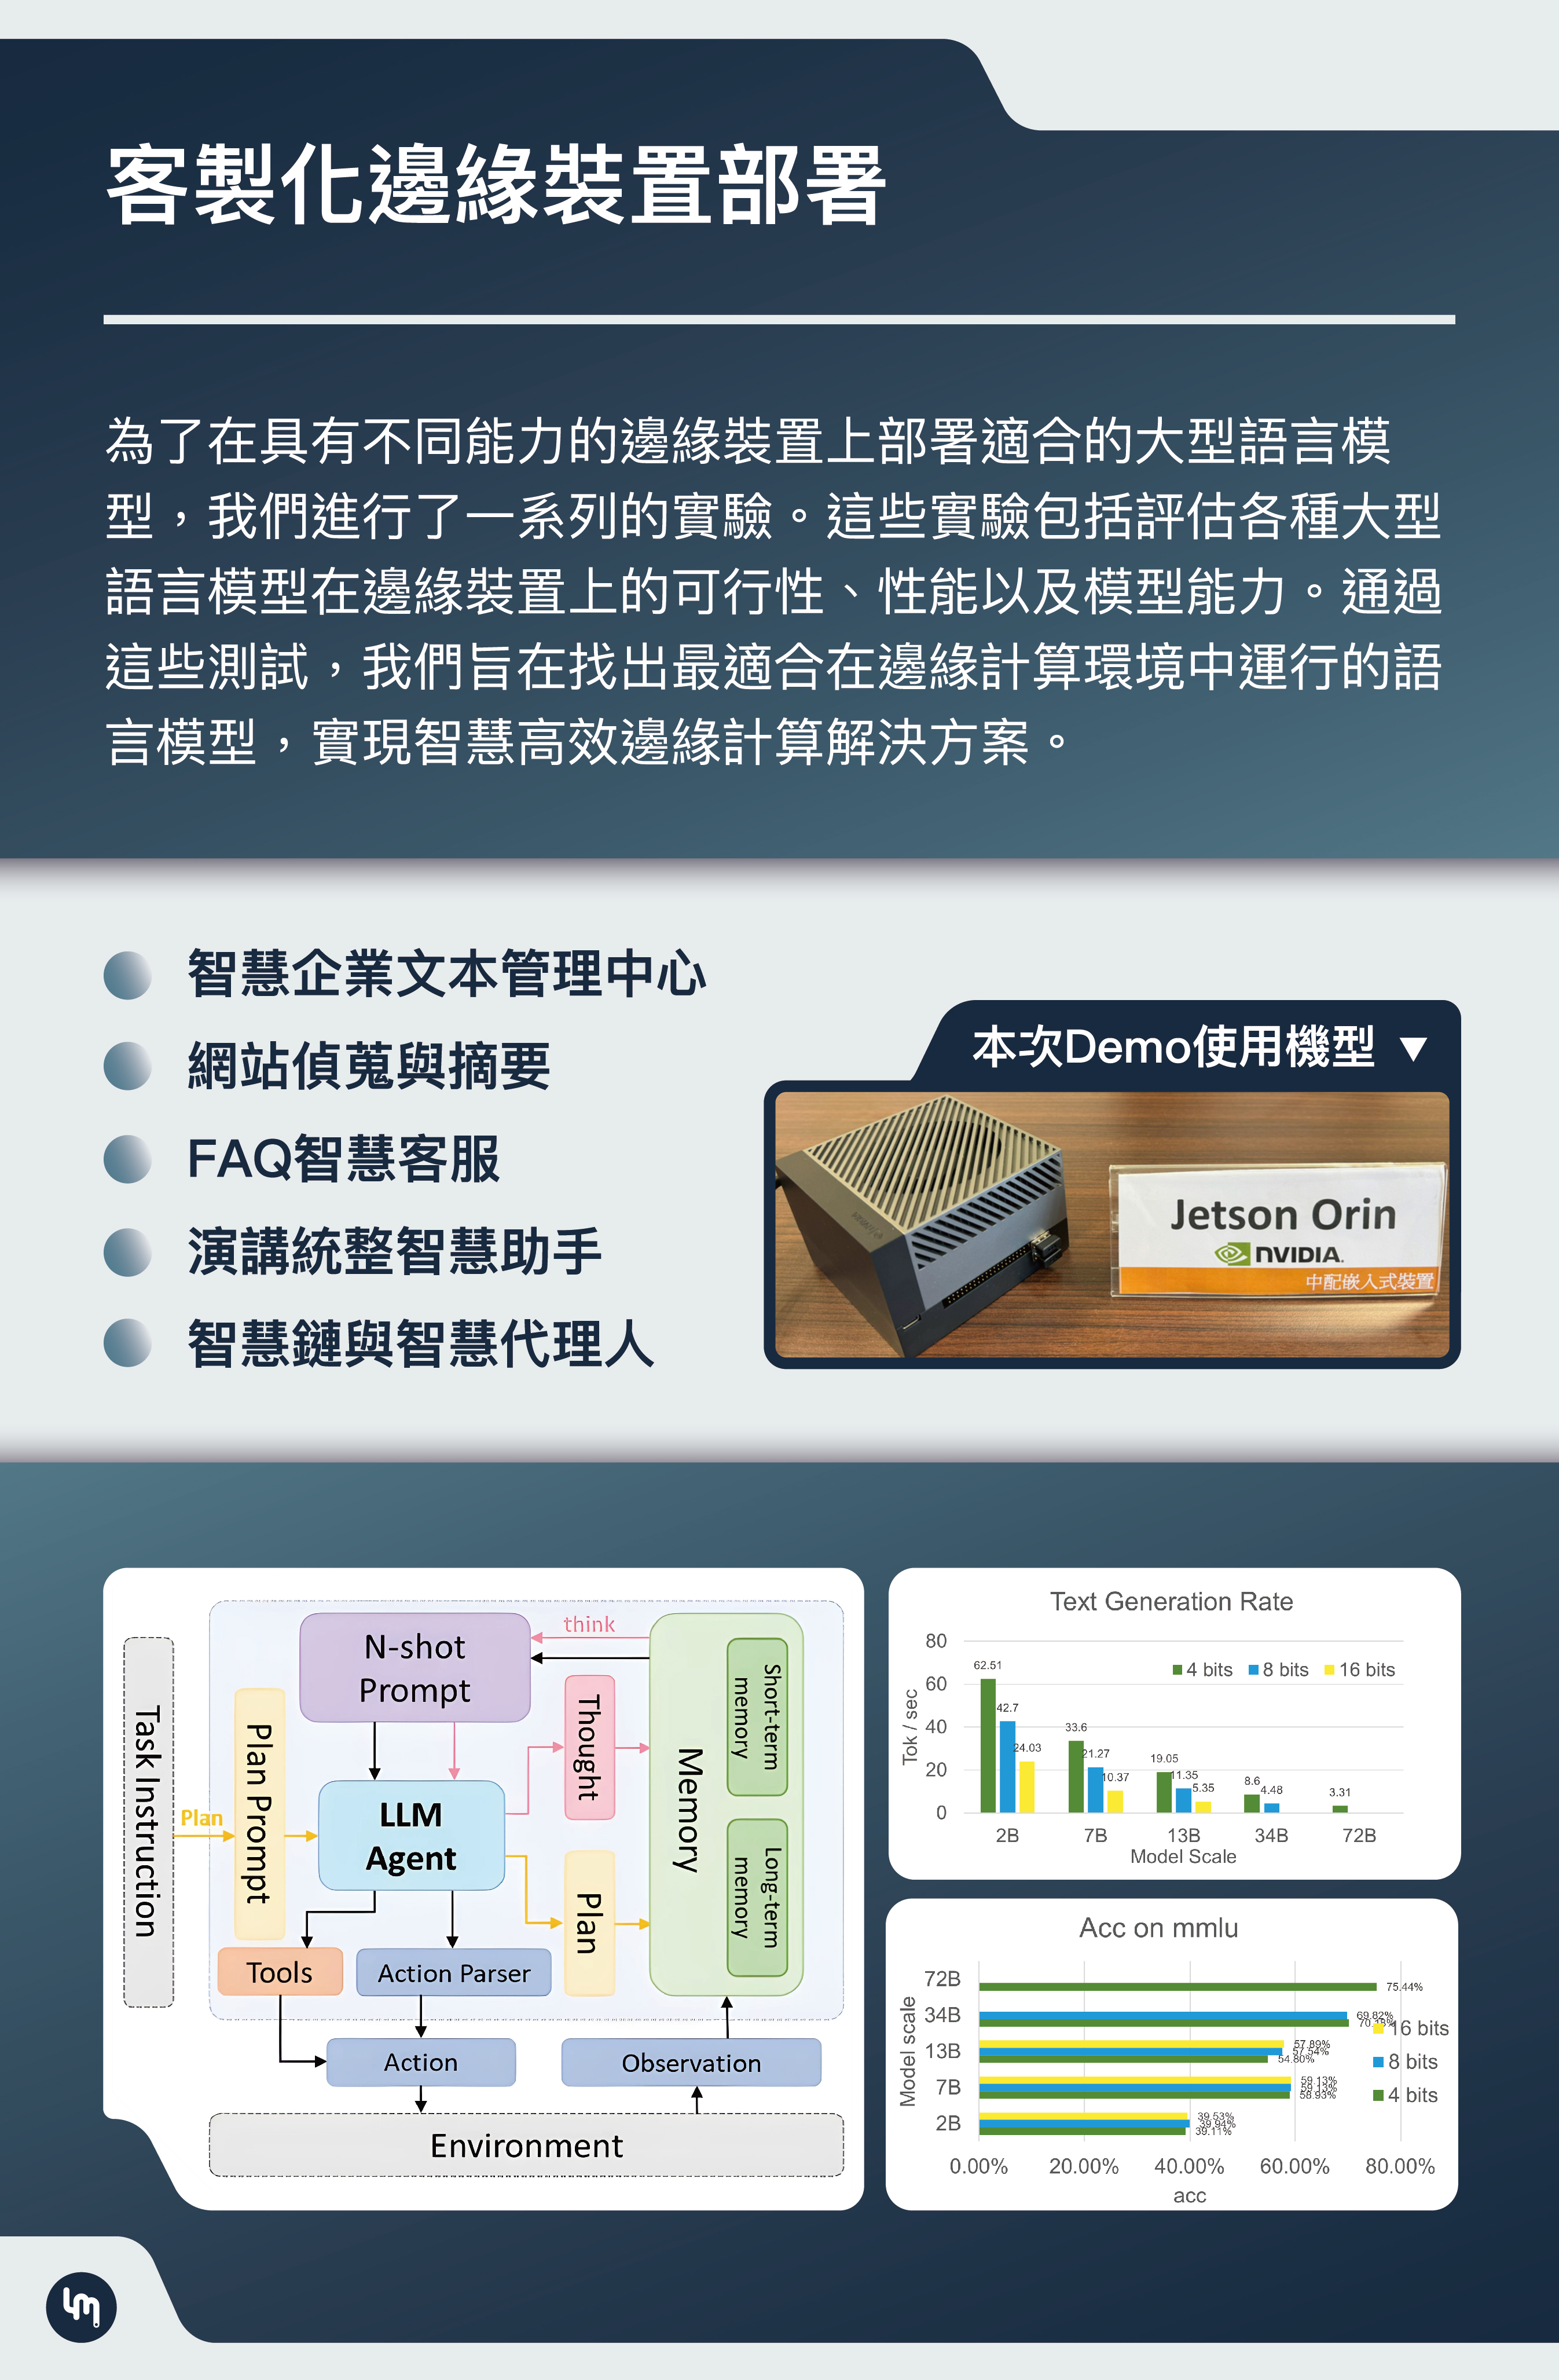 客製化邊緣裝置部署
為了在具有不同能力的邊緣裝置上部署適合的大型語言模
型，我們進行了一系列的實驗。這些實驗包括評估各種大型
語言模型在邊緣裝置上的可行性、性能以及模型能力。通過
這些測試，我們旨在找出最適合在邊緣計算環境中運行的語
言模型，實現智慧高效邊緣計算解決方案。
智慧企業文本管理中心
網站偵蒐與摘要
FAQ智慧客服
演講統整智慧助手
智慧鏈與智慧代理人
本次Demo使用機型 ▼
Jetson Orin
NVIDIA.
中配嵌入式裝置
Task Instruction
Plan
Plan Prompt
N-shot
Prompt
think
LLM
Agent
Thought
Plan
Memory
Short-term
memory
Long-term
memory
Tools
Action Parser
Action
Observation
Environment
Text Generation Rate
4 bits 8 bits 16 bits
Tok / sec
80
60
40
20
0
62.51
42.7
24.03
33.6
21.27
10.37
19.05
11.35
5.35
8.6
4.48
3.31
2B 7B 13B 34B 72B
Model Scale
Acc on mmlu
Model scale
72B
75.44%
34B
69.82%
13B
57.89%
57.54%
54.80%
7B
59.13%
59.13%
58.93%
2B
39.53%
39.94%
39.11%
16 bits
8 bits
4 bits
0.00% 20.00% 40.00% 60.00% 80.00%
acc